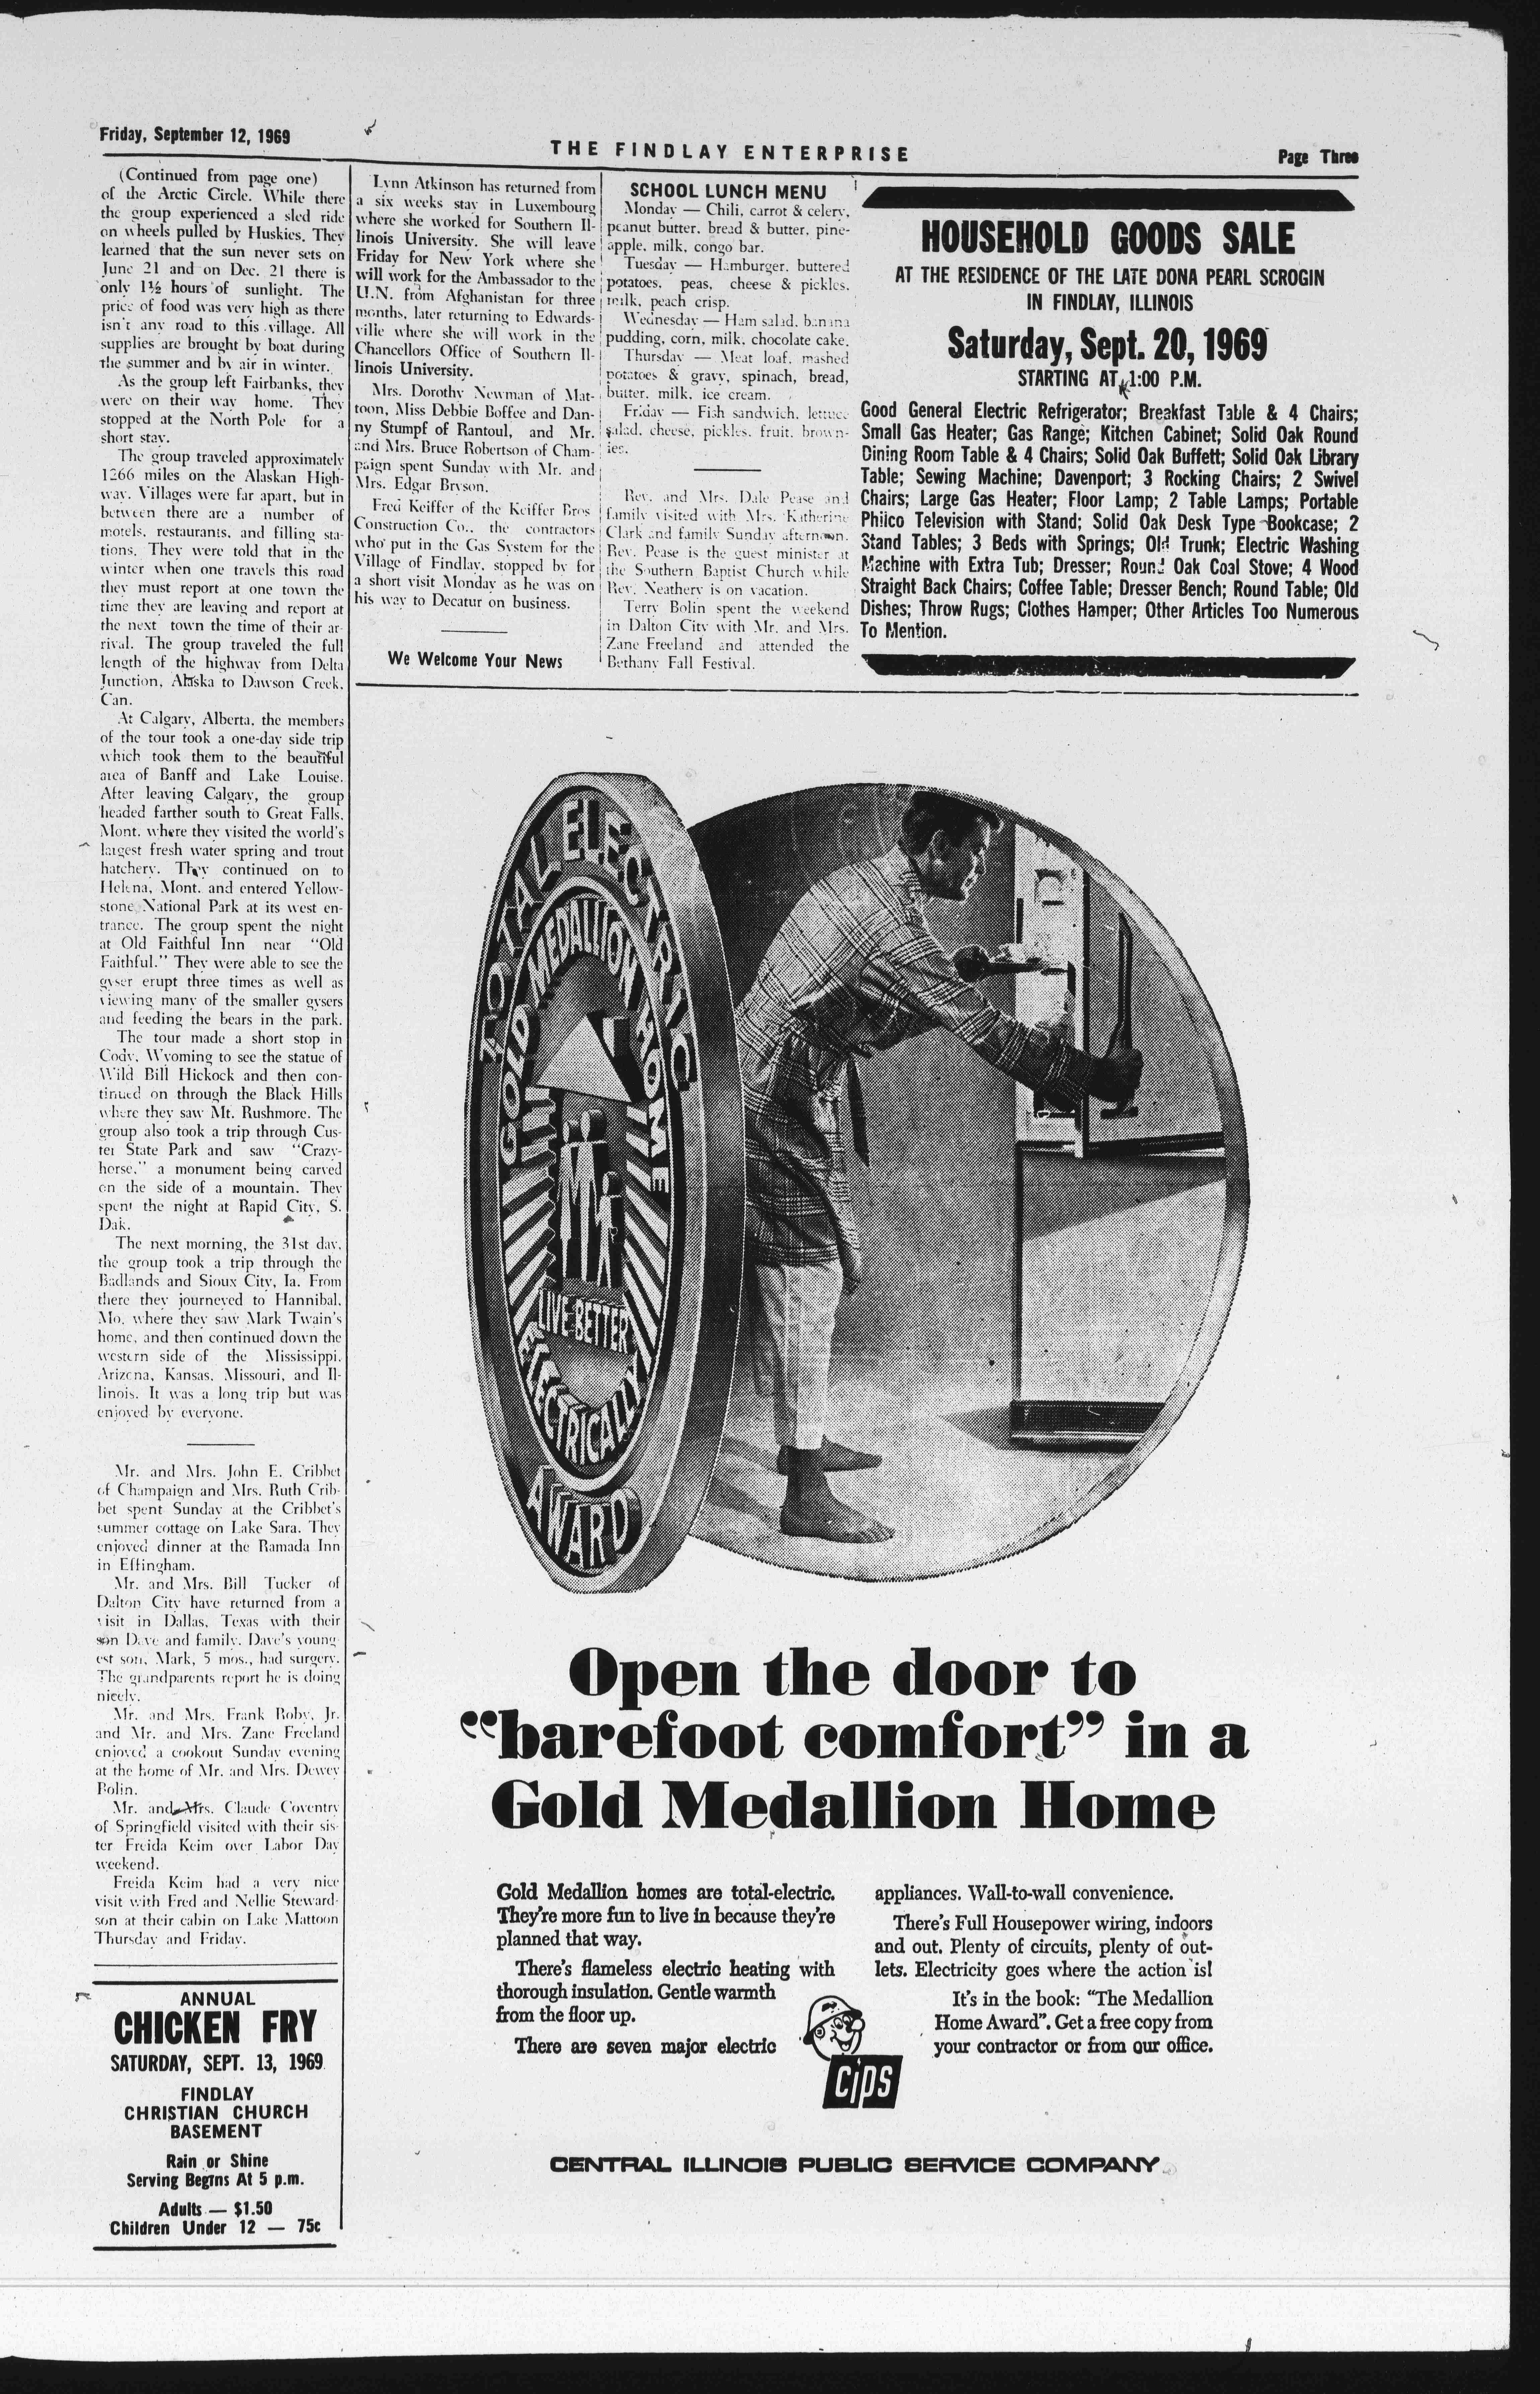 Friday, September 12, 1969
THE FINDLAY ENTERPRISE
Page Three
(Continued from page one)
of the Arctic Circle. While there
the group experienced a sled ride
on wheels pulled by Huskies. They
learned that the sun never sets on
June 21 and on Dec. 21 there is
only 1½ hours of sunlight. The
price of food was very high as there
isn't any road to this village. All
supplies are brought by boat during
the summer and by air in winter.
As the group left Fairbanks, they
were on their way home. They
stopped at the North Pole for a
short stay.
The group traveled approximately
1266 miles on the Alaskan High-
way. Villages were far apart, but in
between there are a number of
motels, restaurants, and filling sta-
tions. They were told that in the
winter when one travels this road
they must report at one town the
time they are leaving and report at
the next town the time of their ar-
rival. The group traveled the full
length of the highway from Delta
Junction, Alaska to Dawson Creek,
Can.
At Calgary, Alberta, the members
of the tour took a one-day side trip
which took them to the beautiful
area of Banff and Lake Louise.
After leaving Calgary, the group
headed farther south to Great Falls,
Mont. where they visited the world's
largest fresh water spring and trout
hatchery. They continued on to
Helena, Mont. and entered Yellow-
stone National Park at its west en-
trance. The group spent the night
at Old Faithful Inn near "Old
Faithful." They were able to see the
gyser erupt three times as well as
viewing many of the smaller gysers
and feeding the bears in the park.
The tour made a short stop in
Cody, Wyoming to see the statue of
Wild Bill Hickock and then con-
tinued on through the Black Hills
where they saw Mt. Rushmore. The
group also took a trip through Cus-
ter State Park and saw "Crazy-
horse," a monument being carved
on the side of a mountain. They
spent the night at Rapid City, S.
Dak.
The next morning, the 31st day,
the group took a trip through the
Badlands and Sioux City, Ia. From
there they journeyed to Hannibal,
Mo. where they saw Mark Twain's
home, and then continued down the
western side of the Mississippi.
Arizona, Kansas, Missouri, and Il-
linois. It was a long trip but was
enjoyed by everyone.
Mr. and Mrs. John E. Cribbet
of Champaign and Mrs. Ruth Crib-
bet spent Sunday at the Cribbet's
summer cottage on Lake Sara. They
enjoyed dinner at the Ramada Inn
in Effingham.
Mr. and Mrs. Bill Tucker of
Dalton City have returned from a
visit in Dallas, Texas with their
son Dave and family. Dave's young-
est son, Mark, 5 mos., had surgery.
The grandparents report he is doing
nicely.
Mr. and Mrs. Frank Roby, Jr.
and Mr. and Mrs. Zane Freeland
enjoyed a cookout Sunday evening
at the home of Mr. and Mrs. Dewey
Bolin.
Mr. and Mrs. Claude Coventry
of Springfield visited with their sis-
ter Freida Keim over Labor Day
weekend.
Freida Keim had a very nice
visit with Fred and Nellie Steward-
son at their cabin on Lake Mattoon
Thursday and Friday.
ANNUAL
CHICKEN FRY
SATURDAY, SEPT. 13, 1969
FINDLAY
CHRISTIAN CHURCH
BASEMENT
Rain or Shine
Serving Begins At 5 p.m.
Adults — $1.50
Children Under 12 — 75c
Lynn Atkinson has returned from
a six weeks stay in Luxembourg
where she worked for Southern Il-
linois University. She will leave
Friday for New York where she
will work for the Ambassador to the
U.N. from Afghanistan for three
months, later returning to Edwards-
ville where she will work in the
Chancellors Office of Southern Il-
linois University.
Mrs. Dorothy Newman of Mat-
toon, Miss Debbie Boffee and Dan-
ny Stumpf of Rantoul, and Mr.
and Mrs. Bruce Robertson of Cham-
paign spent Sunday with Mr. and
Mrs. Edgar Bryson.
Fred Keiffer of the Keiffer Bros
Construction Co., the contractors
who put in the Gas System for the
Village of Findlay, stopped by for
a short visit Monday as he was on
his way to Decatur on business.
We Welcome Your News
SCHOOL LUNCH MENU
Monday — Chili, carrot & celery,
peanut butter, bread & butter, pine-
apple, milk, congo bar.
Tuesday — Hamburger, buttered
potatoes, peas, cheese & pickles,
milk, peach crisp.
Wednesday — Ham salad, banana
pudding, corn, milk, chocolate cake.
Thursday — Meat loaf, mashed
potatoes & gravy, spinach, bread,
butter, milk, ice cream.
Friday — Fish sandwich, lettuce
salad, cheese, pickles, fruit, brown-
ies.
Rev. and Mrs. Dale Pease and
family visited with Mrs. Katherine
Clark and family Sunday afternoon.
Rev. Pease is the guest minister at
the Southern Baptist Church while
Rev. Neathery is on vacation.
Terry Bolin spent the weekend
in Dalton City with Mr. and Mrs.
Zane Freeland and attended the
Bethany Fall Festival.
HOUSEHOLD GOODS SALE
AT THE RESIDENCE OF THE LATE DONA PEARL SCROGIN
IN FINDLAY, ILLINOIS
Saturday, Sept. 20, 1969
STARTING AT 1:00 P.M.
Good General Electric Refrigerator; Breakfast Table & 4 Chairs;
Small Gas Heater; Gas Range; Kitchen Cabinet; Solid Oak Round
Dining Room Table & 4 Chairs; Solid Oak Buffett; Solid Oak Library
Table; Sewing Machine; Davenport; 3 Rocking Chairs; 2 Swivel
Chairs; Large Gas Heater; Floor Lamp; 2 Table Lamps; Portable
Philco Television with Stand; Solid Oak Desk Type Bookcase; 2
Stand Tables; 3 Beds with Springs; Old Trunk; Electric Washing
Machine with Extra Tub; Dresser; Round Oak Coal Stove; 4 Wood
Straight Back Chairs; Coffee Table; Dresser Bench; Round Table; Old
Dishes; Throw Rugs; Clothes Hamper; Other Articles Too Numerous
To Mention.
TOTAL ELECTRIC
GOLD MEDALLION HOME
LIVE BETTER
ELECTRICALLY
AWARD
Open the door to
"barefoot comfort" in a
Gold Medallion Home
Gold Medallion homes are total-electric.
They're more fun to live in because they're
planned that way.
There's flameless electric heating with
thorough insulation. Gentle warmth
from the floor up.
There are seven major electric
appliances. Wall-to-wall convenience.
There's Full Housepower wiring, indoors
and out. Plenty of circuits, plenty of out-
lets. Electricity goes where the action is!
It's in the book: "The Medallion
Home Award". Get a free copy from
your contractor or from our office.
CIPS
CENTRAL ILLINOIS PUBLIC SERVICE COMPANY